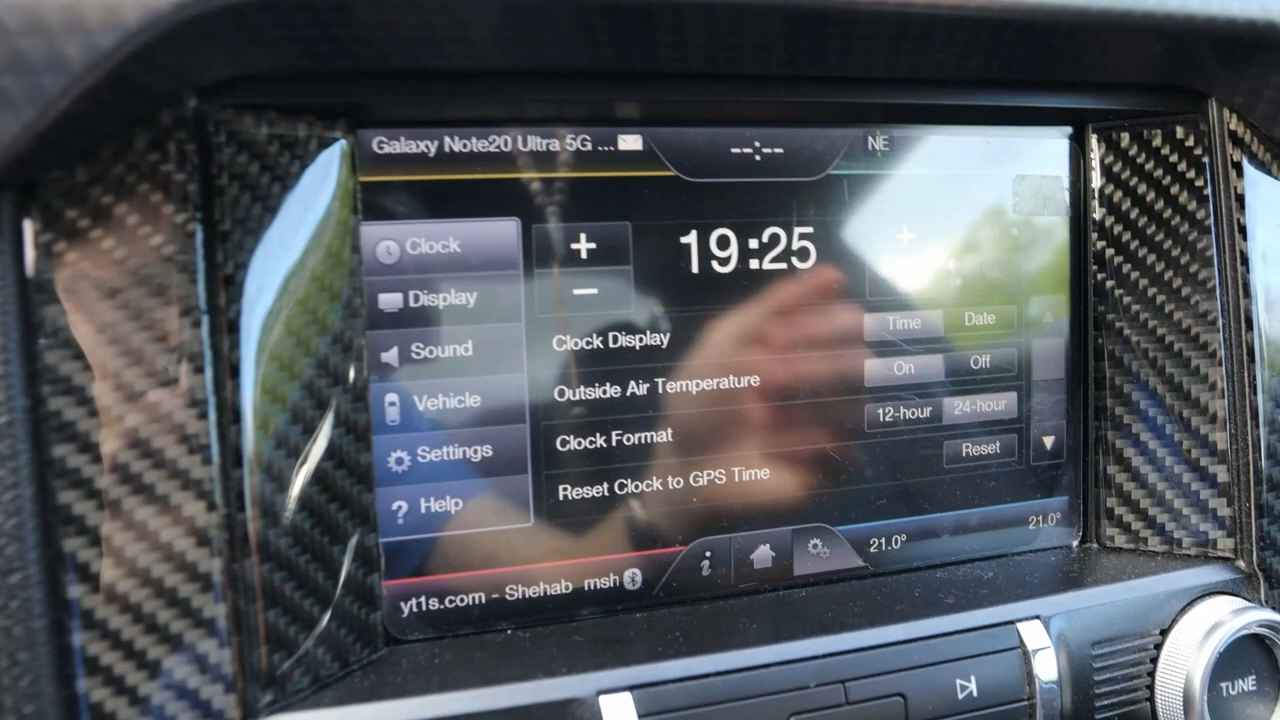 Galaxy Note20 Ultra 5G ...
--:--
NE
Clock
Display
Sound
Vehicle
Settings
? Help
+
−
19:25
+
Clock Display
Time
Date
Outside Air Temperature
On
Off
Clock Format
12-hour
24-hour
Reset Clock to GPS Time
Reset
yt1s.com - Shehab msh
i
21.0°
21.0°
TUNE